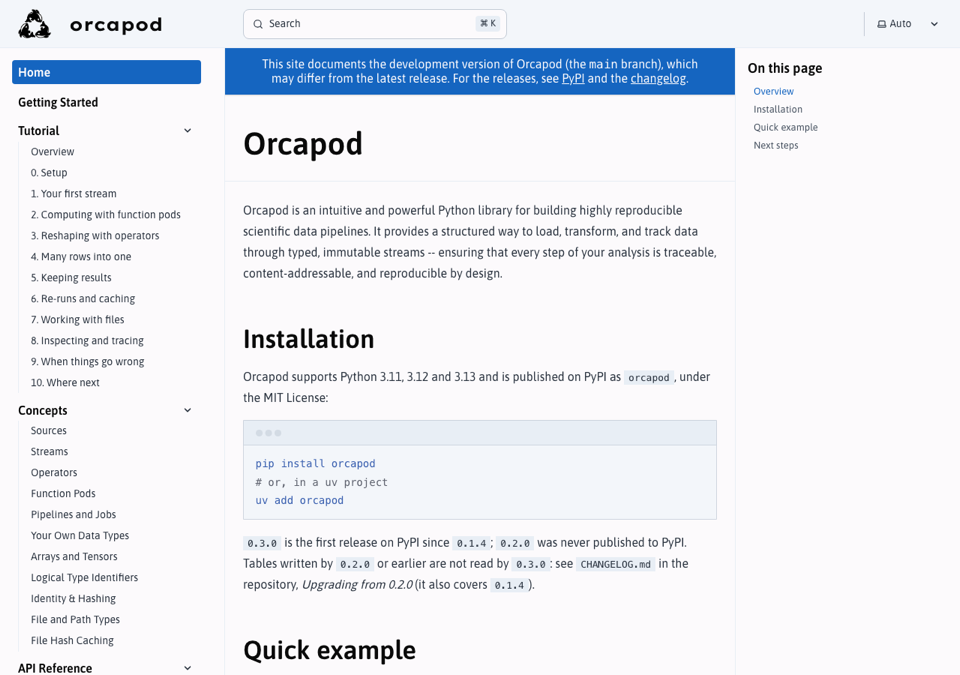 orcapod
Search
⌘ K
Auto
Home
Getting Started
Tutorial
Overview
0. Setup
1. Your first stream
2. Computing with function pods
3. Reshaping with operators
4. Many rows into one
5. Keeping results
6. Re-runs and caching
7. Working with files
8. Inspecting and tracing
9. When things go wrong
10. Where next
Concepts
Sources
Streams
Operators
Function Pods
Pipelines and Jobs
Your Own Data Types
Arrays and Tensors
Logical Type Identifiers
Identity & Hashing
File and Path Types
File Hash Caching
API Reference
This site documents the development version of Orcapod (the main branch), which
may differ from the latest release. For the releases, see PyPI and the changelog.
Orcapod
Orcapod is an intuitive and powerful Python library for building highly reproducible
scientific data pipelines. It provides a structured way to load, transform, and track data
through typed, immutable streams -- ensuring that every step of your analysis is traceable,
content-addressable, and reproducible by design.
Installation
Orcapod supports Python 3.11, 3.12 and 3.13 and is published on PyPI as orcapod, under
the MIT License:
pip install orcapod
# or, in a uv project
uv add orcapod
0.3.0 is the first release on PyPI since 0.1.4; 0.2.0 was never published to PyPI.
Tables written by 0.2.0 or earlier are not read by 0.3.0: see CHANGELOG.md in the
repository, Upgrading from 0.2.0 (it also covers 0.1.4).
Quick example
On this page
Overview
Installation
Quick example
Next steps